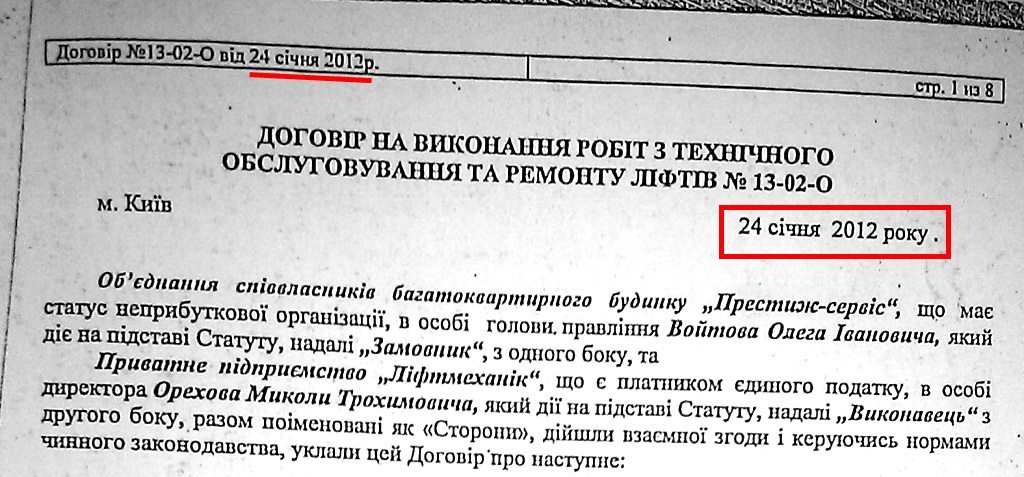 Договір №13-02-О від 24 січня 2012р.
стр. 1 из 8
ДОГОВІР НА ВИКОНАННЯ РОБІТ З ТЕХНІЧНОГО
ОБСЛУГОВУВАННЯ ТА РЕМОНТУ ЛІФТІВ № 13-02-О
м. Київ
24 січня 2012 року .
Об’єднання співвласників багатоквартирного будинку „Престиж-сервіс“, що має
статус неприбуткової організації, в особі голови правління Войтова Олега Івановича, який
діє на підставі Статуту, надалі „Замовник“, з одного боку, та
Приватне підприємство „Ліфтмеханік“, що є платником єдиного податку, в особі
директора Орехова Миколи Трохимовича, який дії на підставі Статуту, надалі „Виконавець“ з
другого боку, разом поіменовані як «Сторони», дійшли взаємної згоди і керуючись нормами
чинного законодавства, уклали цей Договір про наступне: